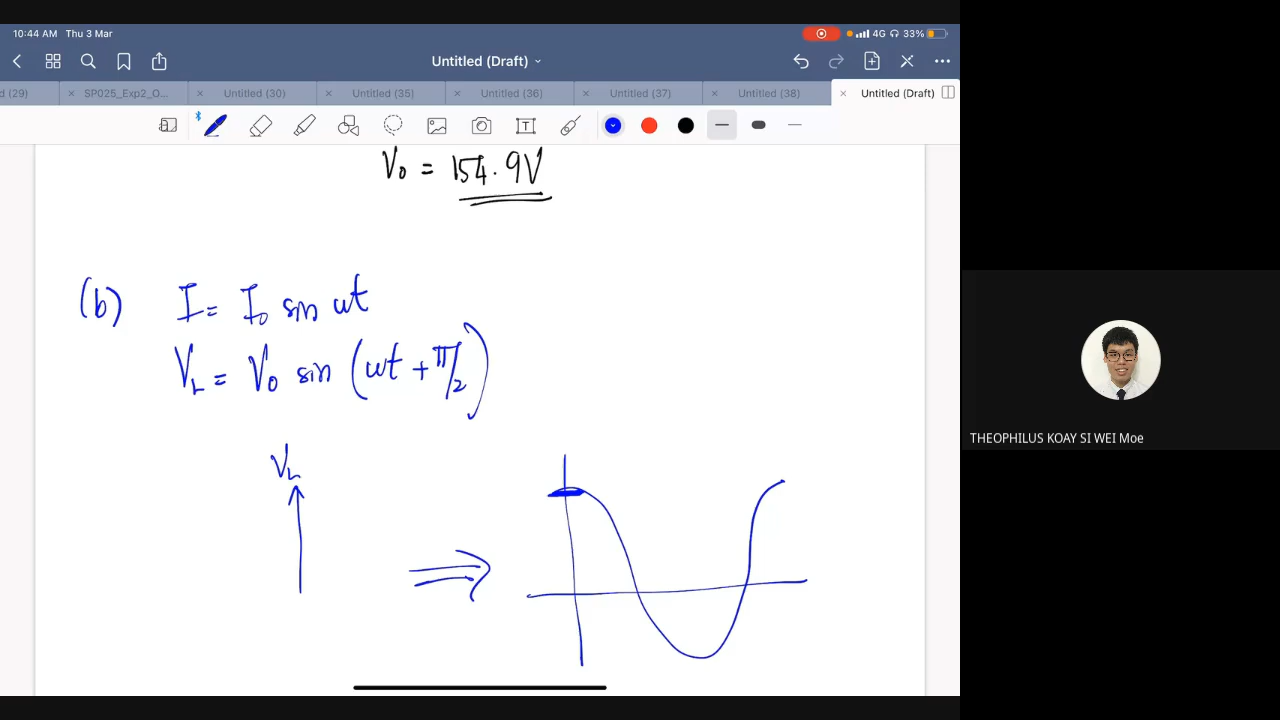 10:44 AM Thu 3 Mar
4G 33%
Untitled (Draft)
d (29)
SP025_Exp2_O...
Untitled (30)
Untitled (35)
Untitled (36)
Untitled (37)
Untitled (38)
Untitled (Draft)
T
V₀ = 154.9V
(b) I = I₀ sin ωt
V_L = V₀ sin (ωt + π/2)
V_L
THEOPHILUS KOAY SI WEI Moe